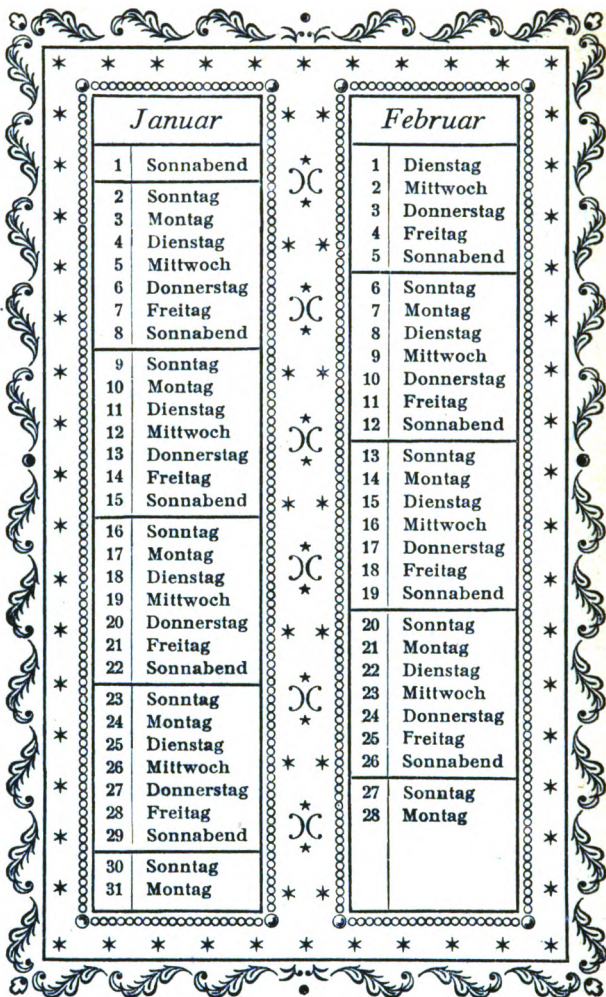 Januar
1 Sonnabend
2 Sonntag
3 Montag
4 Dienstag
5 Mittwoch
6 Donnerstag
7 Freitag
8 Sonnabend
9 Sonntag
10 Montag
11 Dienstag
12 Mittwoch
13 Donnerstag
14 Freitag
15 Sonnabend
16 Sonntag
17 Montag
18 Dienstag
19 Mittwoch
20 Donnerstag
21 Freitag
22 Sonnabend
23 Sonntag
24 Montag
25 Dienstag
26 Mittwoch
27 Donnerstag
28 Freitag
29 Sonnabend
30 Sonntag
31 Montag
Februar
1 Dienstag
2 Mittwoch
3 Donnerstag
4 Freitag
5 Sonnabend
6 Sonntag
7 Montag
8 Dienstag
9 Mittwoch
10 Donnerstag
11 Freitag
12 Sonnabend
13 Sonntag
14 Montag
15 Dienstag
16 Mittwoch
17 Donnerstag
18 Freitag
19 Sonnabend
20 Sonntag
21 Montag
22 Dienstag
23 Mittwoch
24 Donnerstag
25 Freitag
26 Sonnabend
27 Sonntag
28 Montag